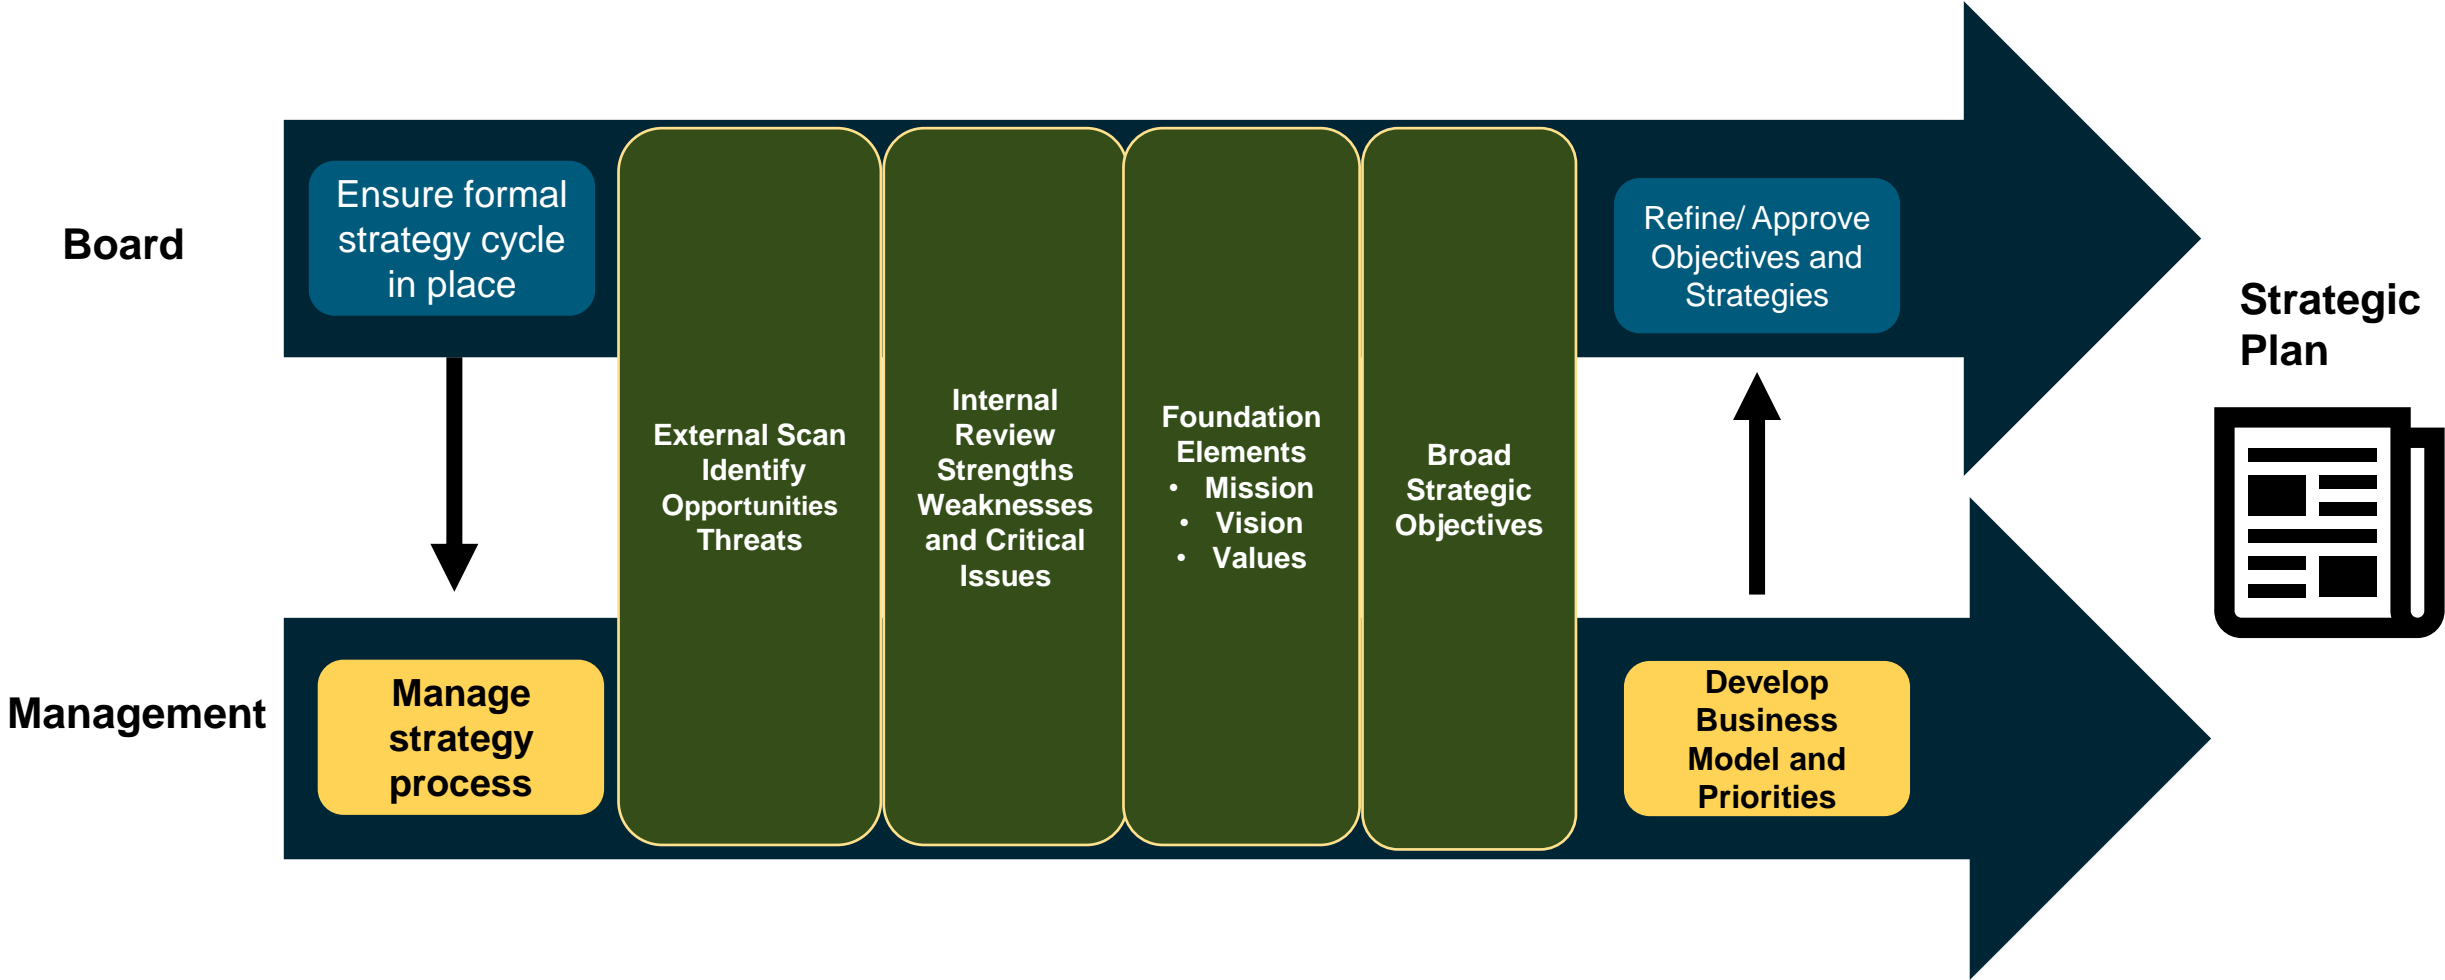 Board
Ensure formal
strategy cycle
in place
External Scan
Identify
Opportunities
Threats
Internal
Review
Strengths
Weaknesses
and Critical
Issues
Foundation
Elements
• Mission
• Vision
• Values
Broad
Strategic
Objectives
Refine/ Approve
Objectives and
Strategies
Strategic
Plan
Management
Manage
strategy
process
Develop
Business
Model and
Priorities